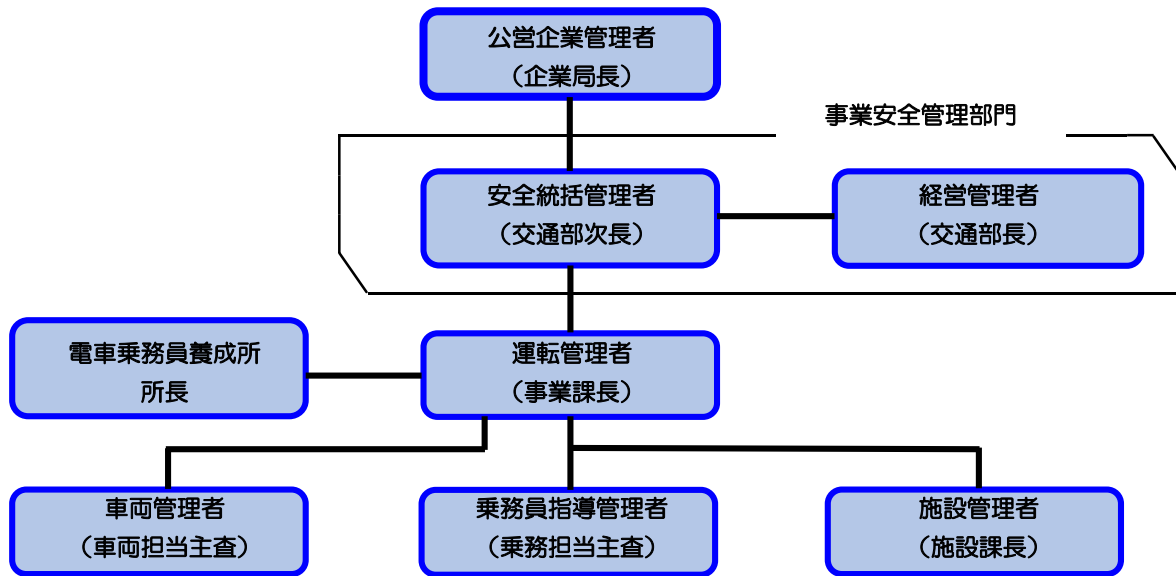 公営企業管理者
（企業局長）
事業安全管理部門
安全統括管理者
（交通部次長）
経営管理者
（交通部長）
電車乗務員養成所
所長
運転管理者
（事業課長）
車両管理者
（車両担当主査）
乗務員指導管理者
（乗務担当主査）
施設管理者
（施設課長）